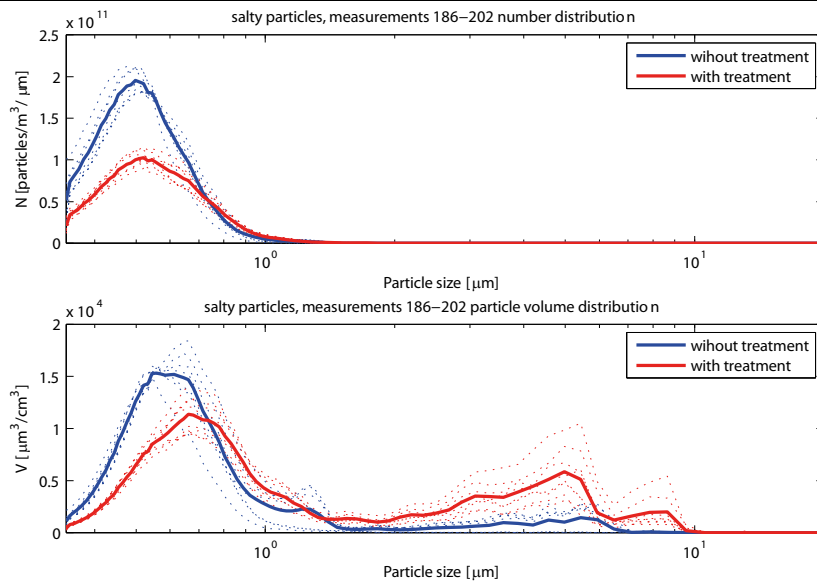 salty particles, measurements 186−202 number distribution
x 10^11
N [particles/m^3/ μm]
2.5
2
1.5
1
0.5
0
wihout treatment
with treatment
10^0
10^1
Particle size [μm]
salty particles, measurements 186−202 particle volume distribution
x 10^4
V [μm^3/cm^3]
2
1.5
1
0.5
0
wihout treatment
with treatment
10^0
10^1
Particle size [μm]